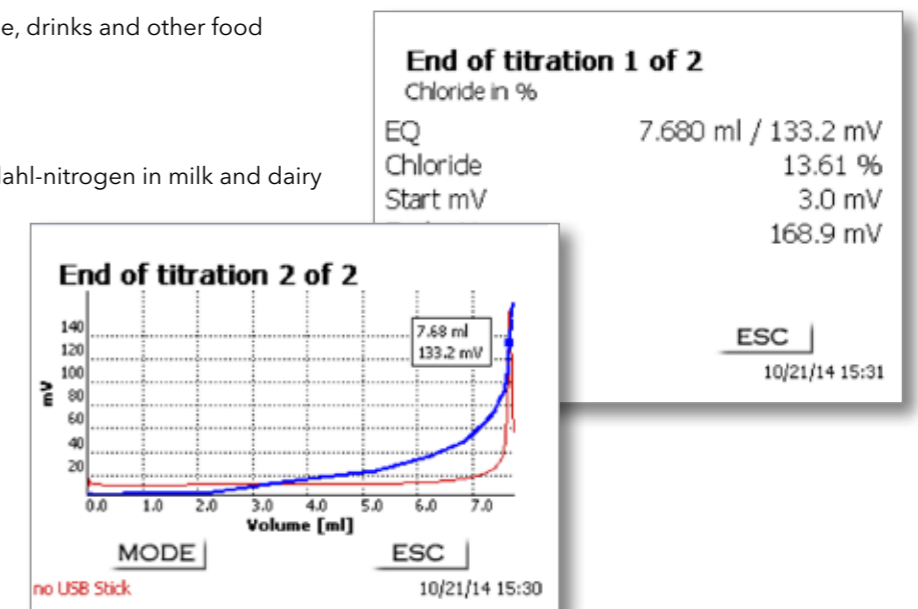 e, drinks and other food
ahl-nitrogen in milk and dairy
End of titration 1 of 2
Chloride in %
EQ 7.680 ml / 133.2 mV
Chloride 13.61 %
Start mV 3.0 mV
168.9 mV
ESC
10/21/14 15:31
End of titration 2 of 2
140
120
100
80
60
40
20
mV
7.68 ml
133.2 mV
0.0 1.0 2.0 3.0 4.0 5.0 6.0 7.0
Volume [ml]
MODE ESC
no USB Stick 10/21/14 15:30